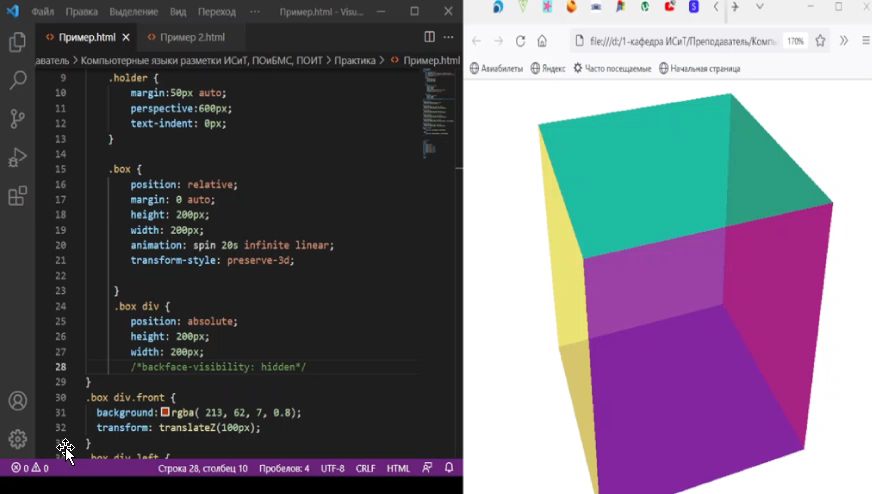 Файл Правка Выделение Вид Переход ··· Пример.html - Visu...
Пример.html Пример 2.html
аватель > Компьютерные языки разметки ИСиТ, ПОиБМС, ПОИТ > Практика > Пример.html
9 .holder {
10 margin:50px auto;
11 perspective:600px;
12 text-indent: 0px;
13 }
14
15 .box {
16 position: relative;
17 margin: 0 auto;
18 height: 200px;
19 width: 200px;
20 animation: spin 20s infinite linear;
21 transform-style: preserve-3d;
22
23 }
24 .box div {
25 position: absolute;
26 height: 200px;
27 width: 200px;
28 /*backface-visibility: hidden*/
29 }
30 .box div.front {
31 background: rgba( 213, 62, 7, 0.8);
32 transform: translateZ(100px);
}
.box div.left {
0 0 Строка 28, столбец 10 Пробелов: 4 UTF-8 CRLF HTML
file:///d:/1-кафедра ИСиТ/Преподаватель/Комп 170%
Авиабилеты Яндекс Часто посещаемые Начальная страница